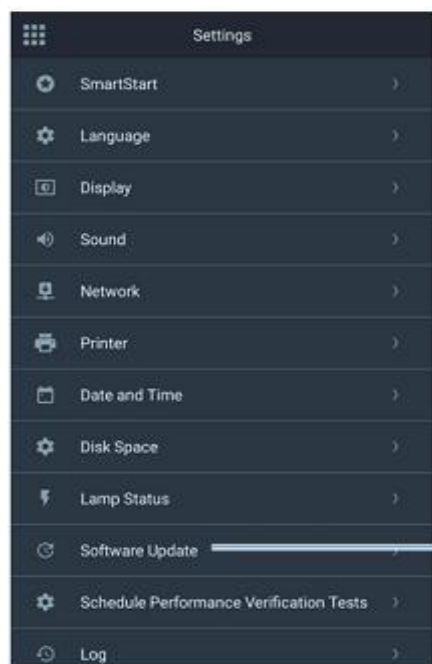 Settings
SmartStart
Language
Display
Sound
Network
Printer
Date and Time
Disk Space
Lamp Status
Software Update
Schedule Performance Verification Tests
Log